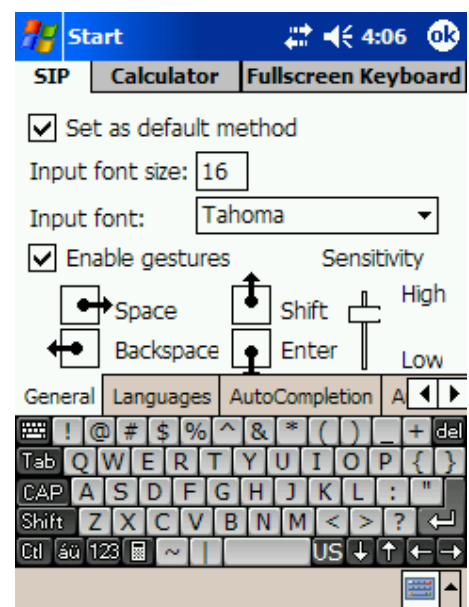 Start 4:06 ok
SIP Calculator Fullscreen Keyboard
Set as default method
Input font size: 16
Input font: Tahoma
Enable gestures Sensitivity
Space Shift High
Backspace Enter Low
General Languages AutoCompletion A
! @ # $ % ^ & * ( ) _ + del
Tab Q W E R T Y U I O P { }
CAP A S D F G H J K L : "
Shift Z X C V B N M < > ?
Ctl áü 123 ~ | US